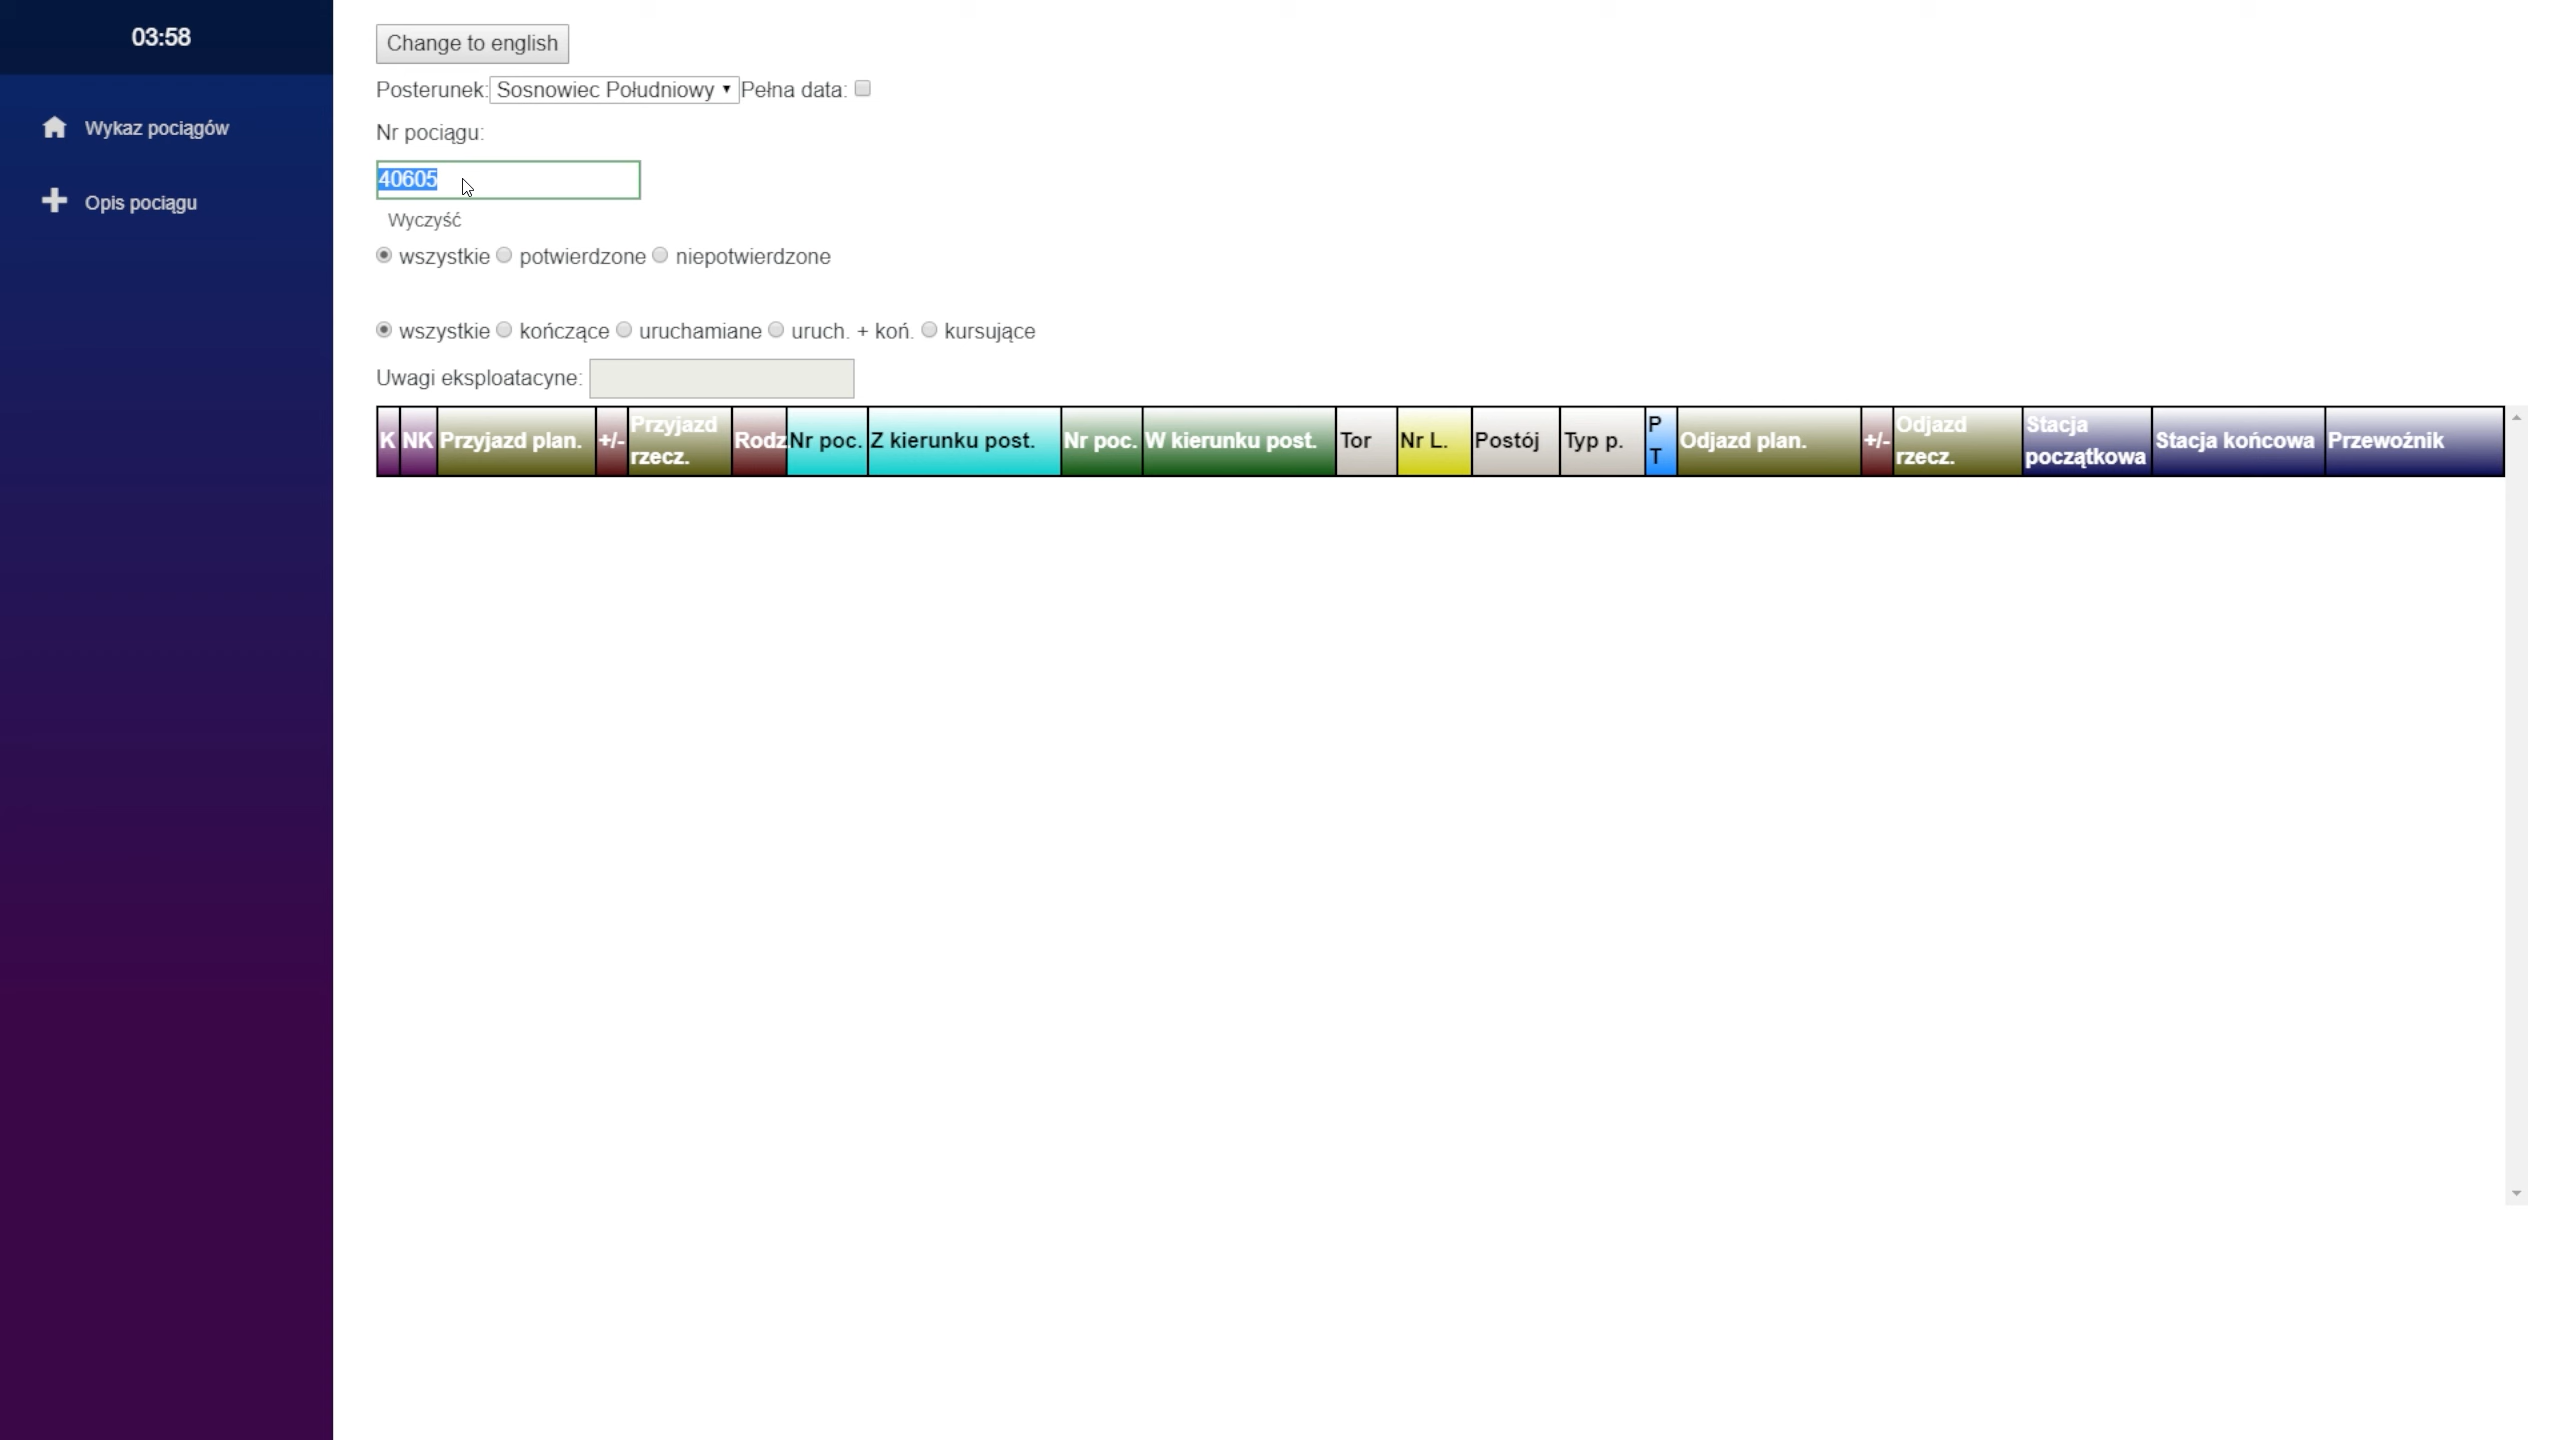 03:58
Wykaz pociągów
Opis pociągu
Change to english
Posterunek: Sosnowiec Południowy Pełna data:
Nr pociągu:
40605
Wyczyść
wszystkie potwierdzone niepotwierdzone
wszystkie kończące uruchamiane uruch. + koń. kursujące
Uwagi eksploatacyne:
K NK Przyjazd plan. +/- Przyjazd rzecz. Rodz Nr poc. Z kierunku post. Nr poc. W kierunku post. Tor Nr L. Postój Typ p. P T Odjazd plan. +/- Odjazd rzecz. Stacja początkowa Stacja końcowa Przewoźnik